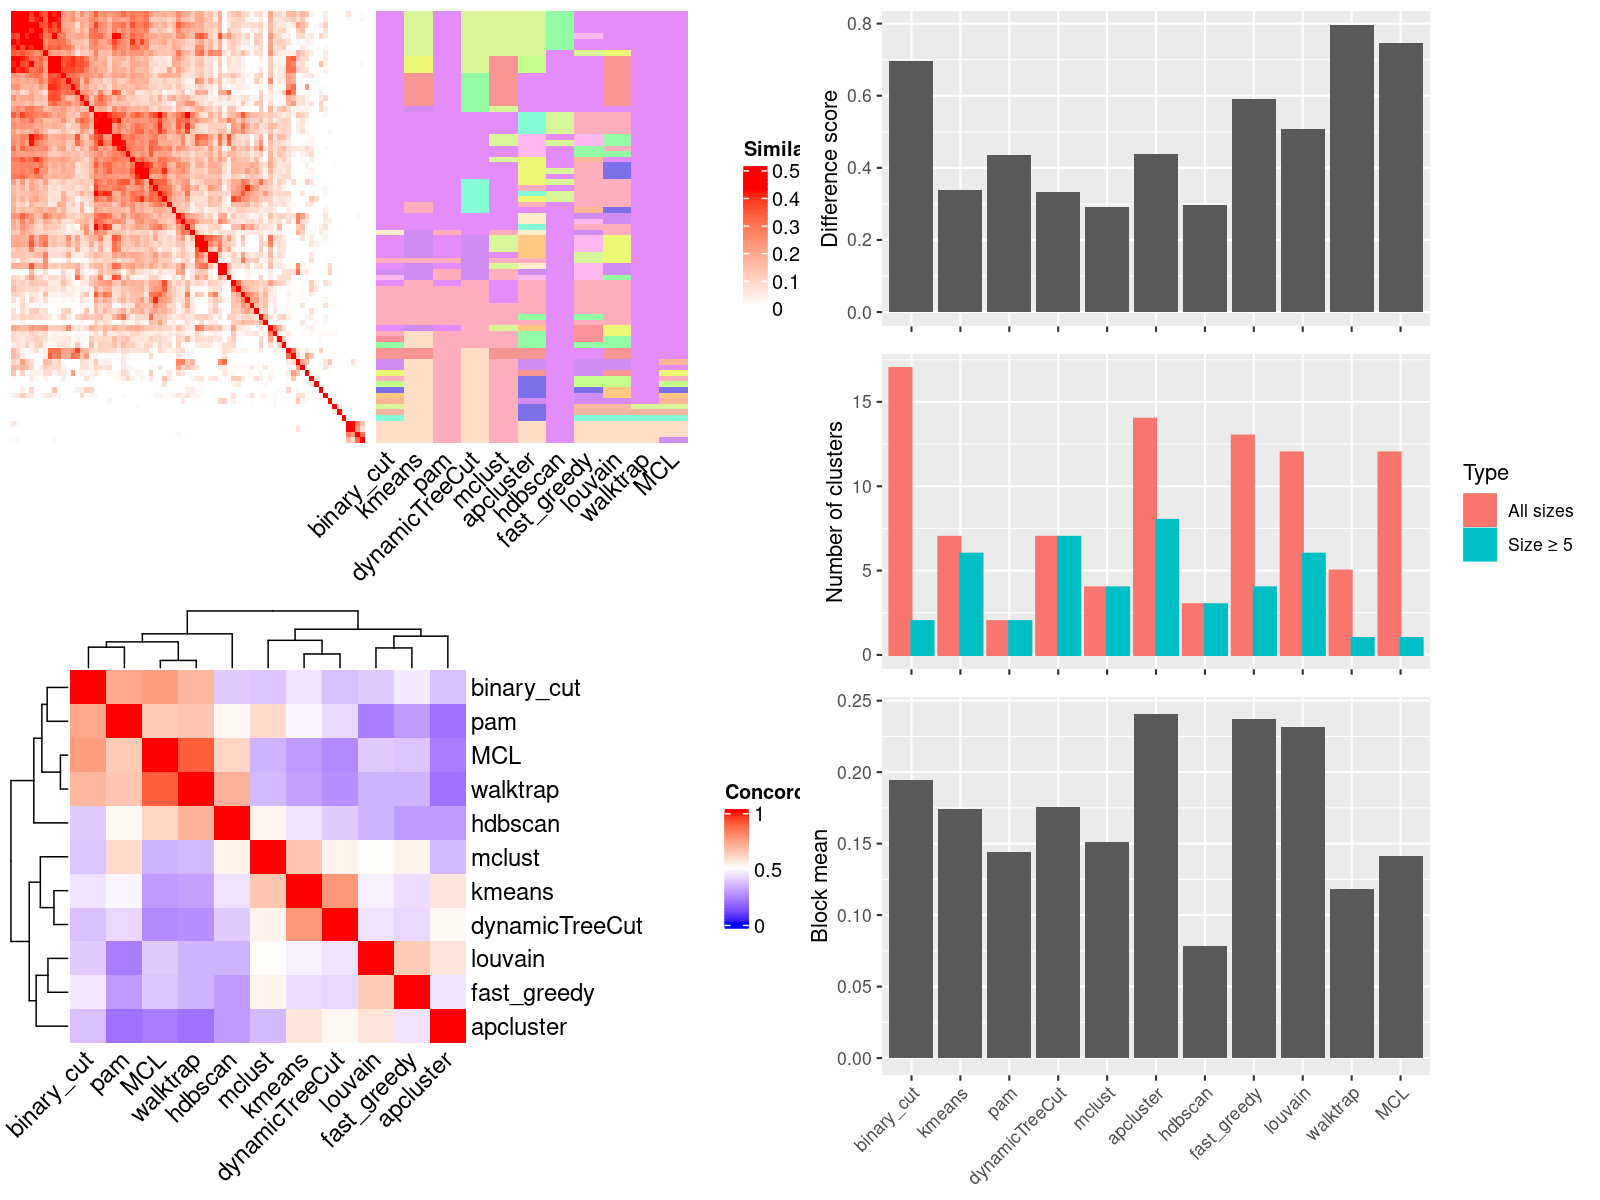 Simila
0.5
0.4
0.3
0.2
0.1
0
binary_cut
kmeans
pam
dynamicTreeCut
mclust
apcluster
hdbscan
fast_greedy
louvain
walktrap
MCL
binary_cut
pam
MCL
walktrap
hdbscan
mclust
kmeans
dynamicTreeCut
louvain
fast_greedy
apcluster
binary_cut
pam
MCL
walktrap
hdbscan
mclust
kmeans
dynamicTreeCut
louvain
fast_greedy
apcluster
Concord
1
0.5
0
Difference score
0.8
0.6
0.4
0.2
0.0
Number of clusters
15
10
5
0
Type
All sizes
Size ≥ 5
Block mean
0.25
0.20
0.15
0.10
0.05
0.00
binary_cut
kmeans
pam
dynamicTreeCut
mclust
apcluster
hdbscan
fast_greedy
louvain
walktrap
MCL